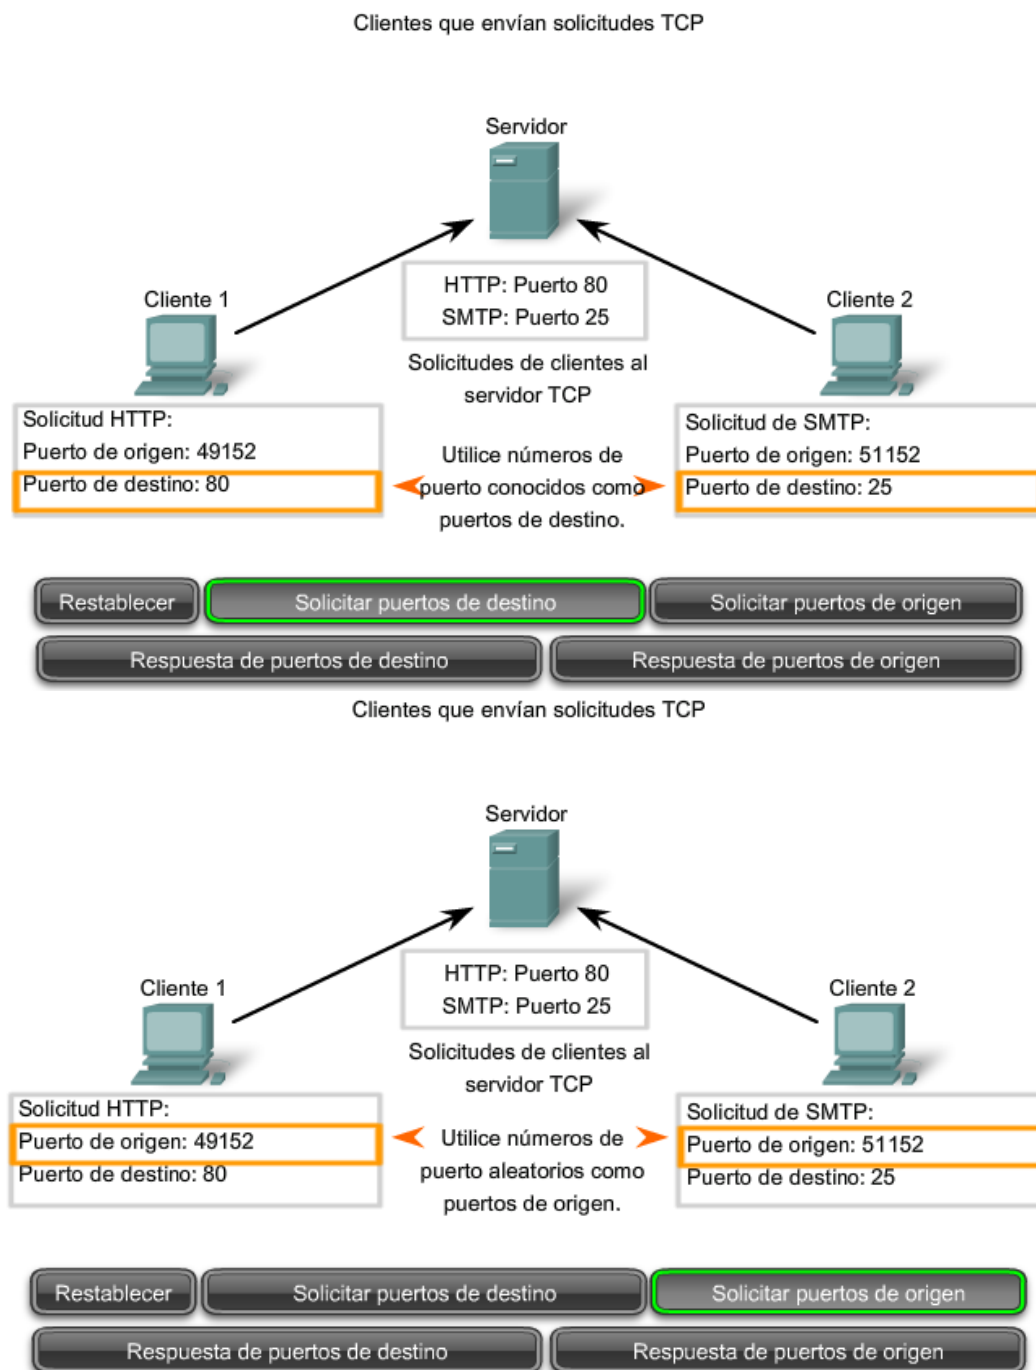 Clientes que envían solicitudes TCP
Servidor
Cliente 1
HTTP: Puerto 80
SMTP: Puerto 25
Cliente 2
Solicitudes de clientes al
servidor TCP
Solicitud HTTP:
Puerto de origen: 49152
Puerto de destino: 80
Utilice números de
puerto conocidos como
puertos de destino.
Solicitud de SMTP:
Puerto de origen: 51152
Puerto de destino: 25
Restablecer
Solicitar puertos de destino
Solicitar puertos de origen
Respuesta de puertos de destino
Respuesta de puertos de origen
Clientes que envían solicitudes TCP
Servidor
Cliente 1
HTTP: Puerto 80
SMTP: Puerto 25
Cliente 2
Solicitudes de clientes al
servidor TCP
Solicitud HTTP:
Puerto de origen: 49152
Puerto de destino: 80
Utilice números de
puerto aleatorios como
puertos de origen.
Solicitud de SMTP:
Puerto de origen: 51152
Puerto de destino: 25
Restablecer
Solicitar puertos de destino
Solicitar puertos de origen
Respuesta de puertos de destino
Respuesta de puertos de origen